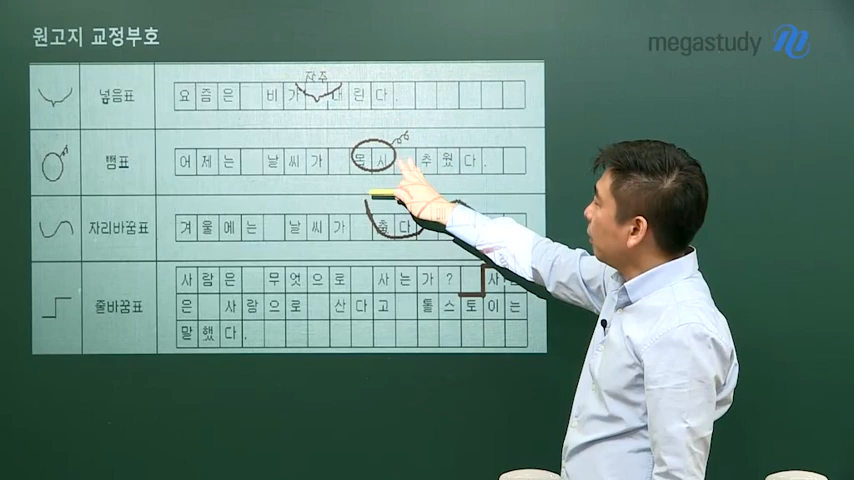 원고지 교정부호
megastudy
넣음표
작주
요즘은 비가 내린다.
뺌표
어제는 날씨가 몹시 추웠다.
자리바꿈표
겨울에는 날씨가 춥다
줄바꿈표
사람은 무엇으로 사는가? 사람
은 사랑으로 산다고 톨스토이는
말했다.